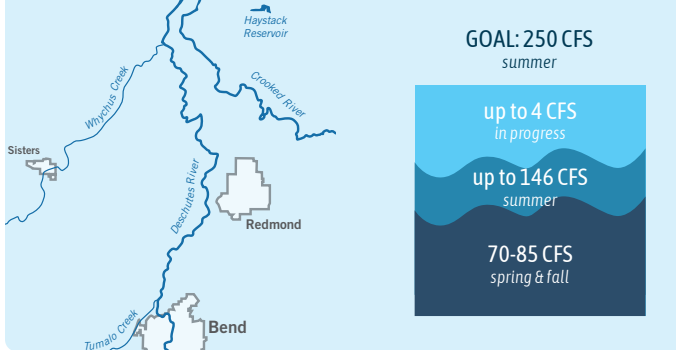 Haystack
Reservoir
Whychus Creek
Crooked River
Sisters
Deschutes River
Redmond
Tumalo Creek
Bend
GOAL: 250 CFS
summer
up to 4 CFS
in progress
up to 146 CFS
summer
70-85 CFS
spring & fall